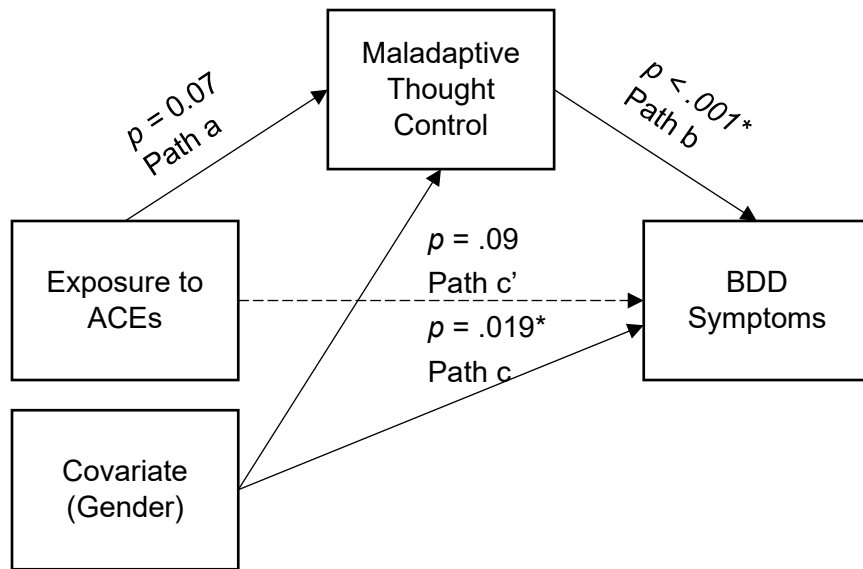 Maladaptive
Thought
Control
p = 0.07
Path a
p < .001*
Path b
Exposure to
ACEs
p = .09
Path c’
p = .019*
Path c
BDD
Symptoms
Covariate
(Gender)